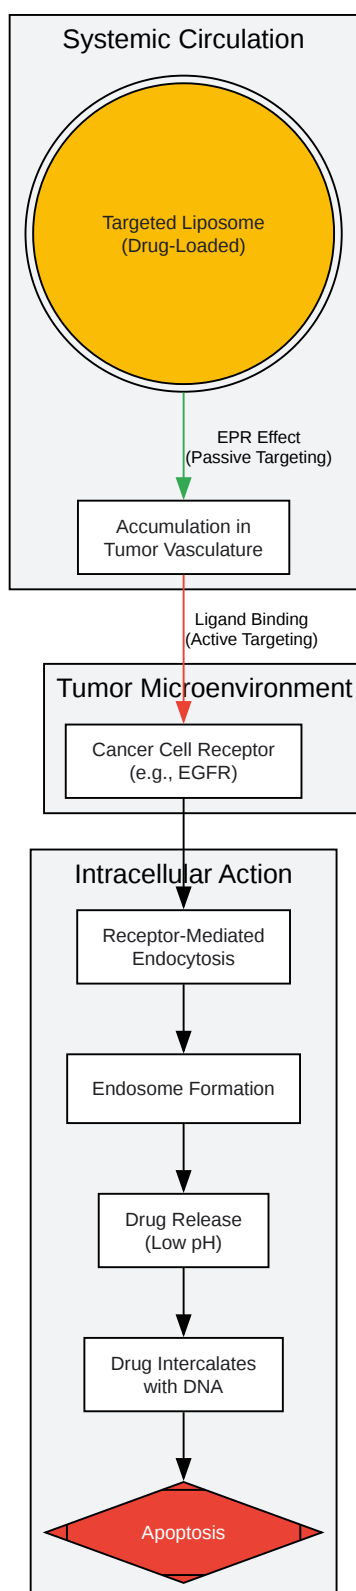 Systemic Circulation
Targeted Liposome
(Drug-Loaded)
EPR Effect
(Passive Targeting)
Accumulation in
Tumor Vasculature
Ligand Binding
(Active Targeting)
Tumor Microenvironment
Cancer Cell Receptor
(e.g., EGFR)
Intracellular Action
Receptor-Mediated
Endocytosis
Endosome Formation
Drug Release
(Low pH)
Drug Intercalates
with DNA
Apoptosis